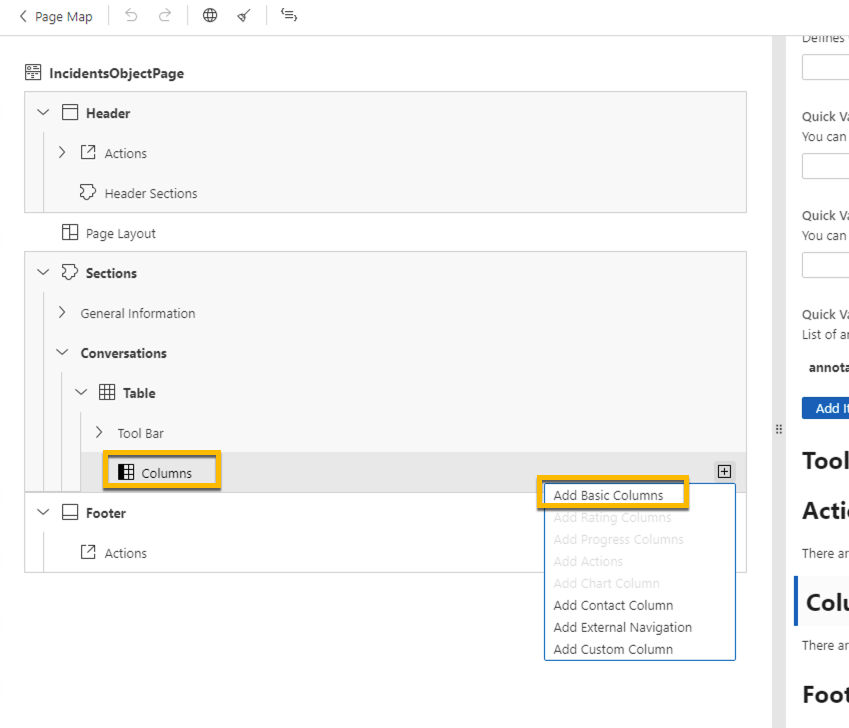 Page Map
IncidentsObjectPage
Header
Actions
Header Sections
Page Layout
Sections
General Information
Conversations
Table
Tool Bar
Columns
Footer
Actions
Add Basic Columns
Add Rating Columns
Add Progress Columns
Add Actions
Add Chart Column
Add Contact Column
Add External Navigation
Add Custom Column
Defines
Quick Va
You can
Quick Va
You can
Quick Va
List of an
annota
Add It
Tool
Actio
There ar
Colu
There ar
Foot